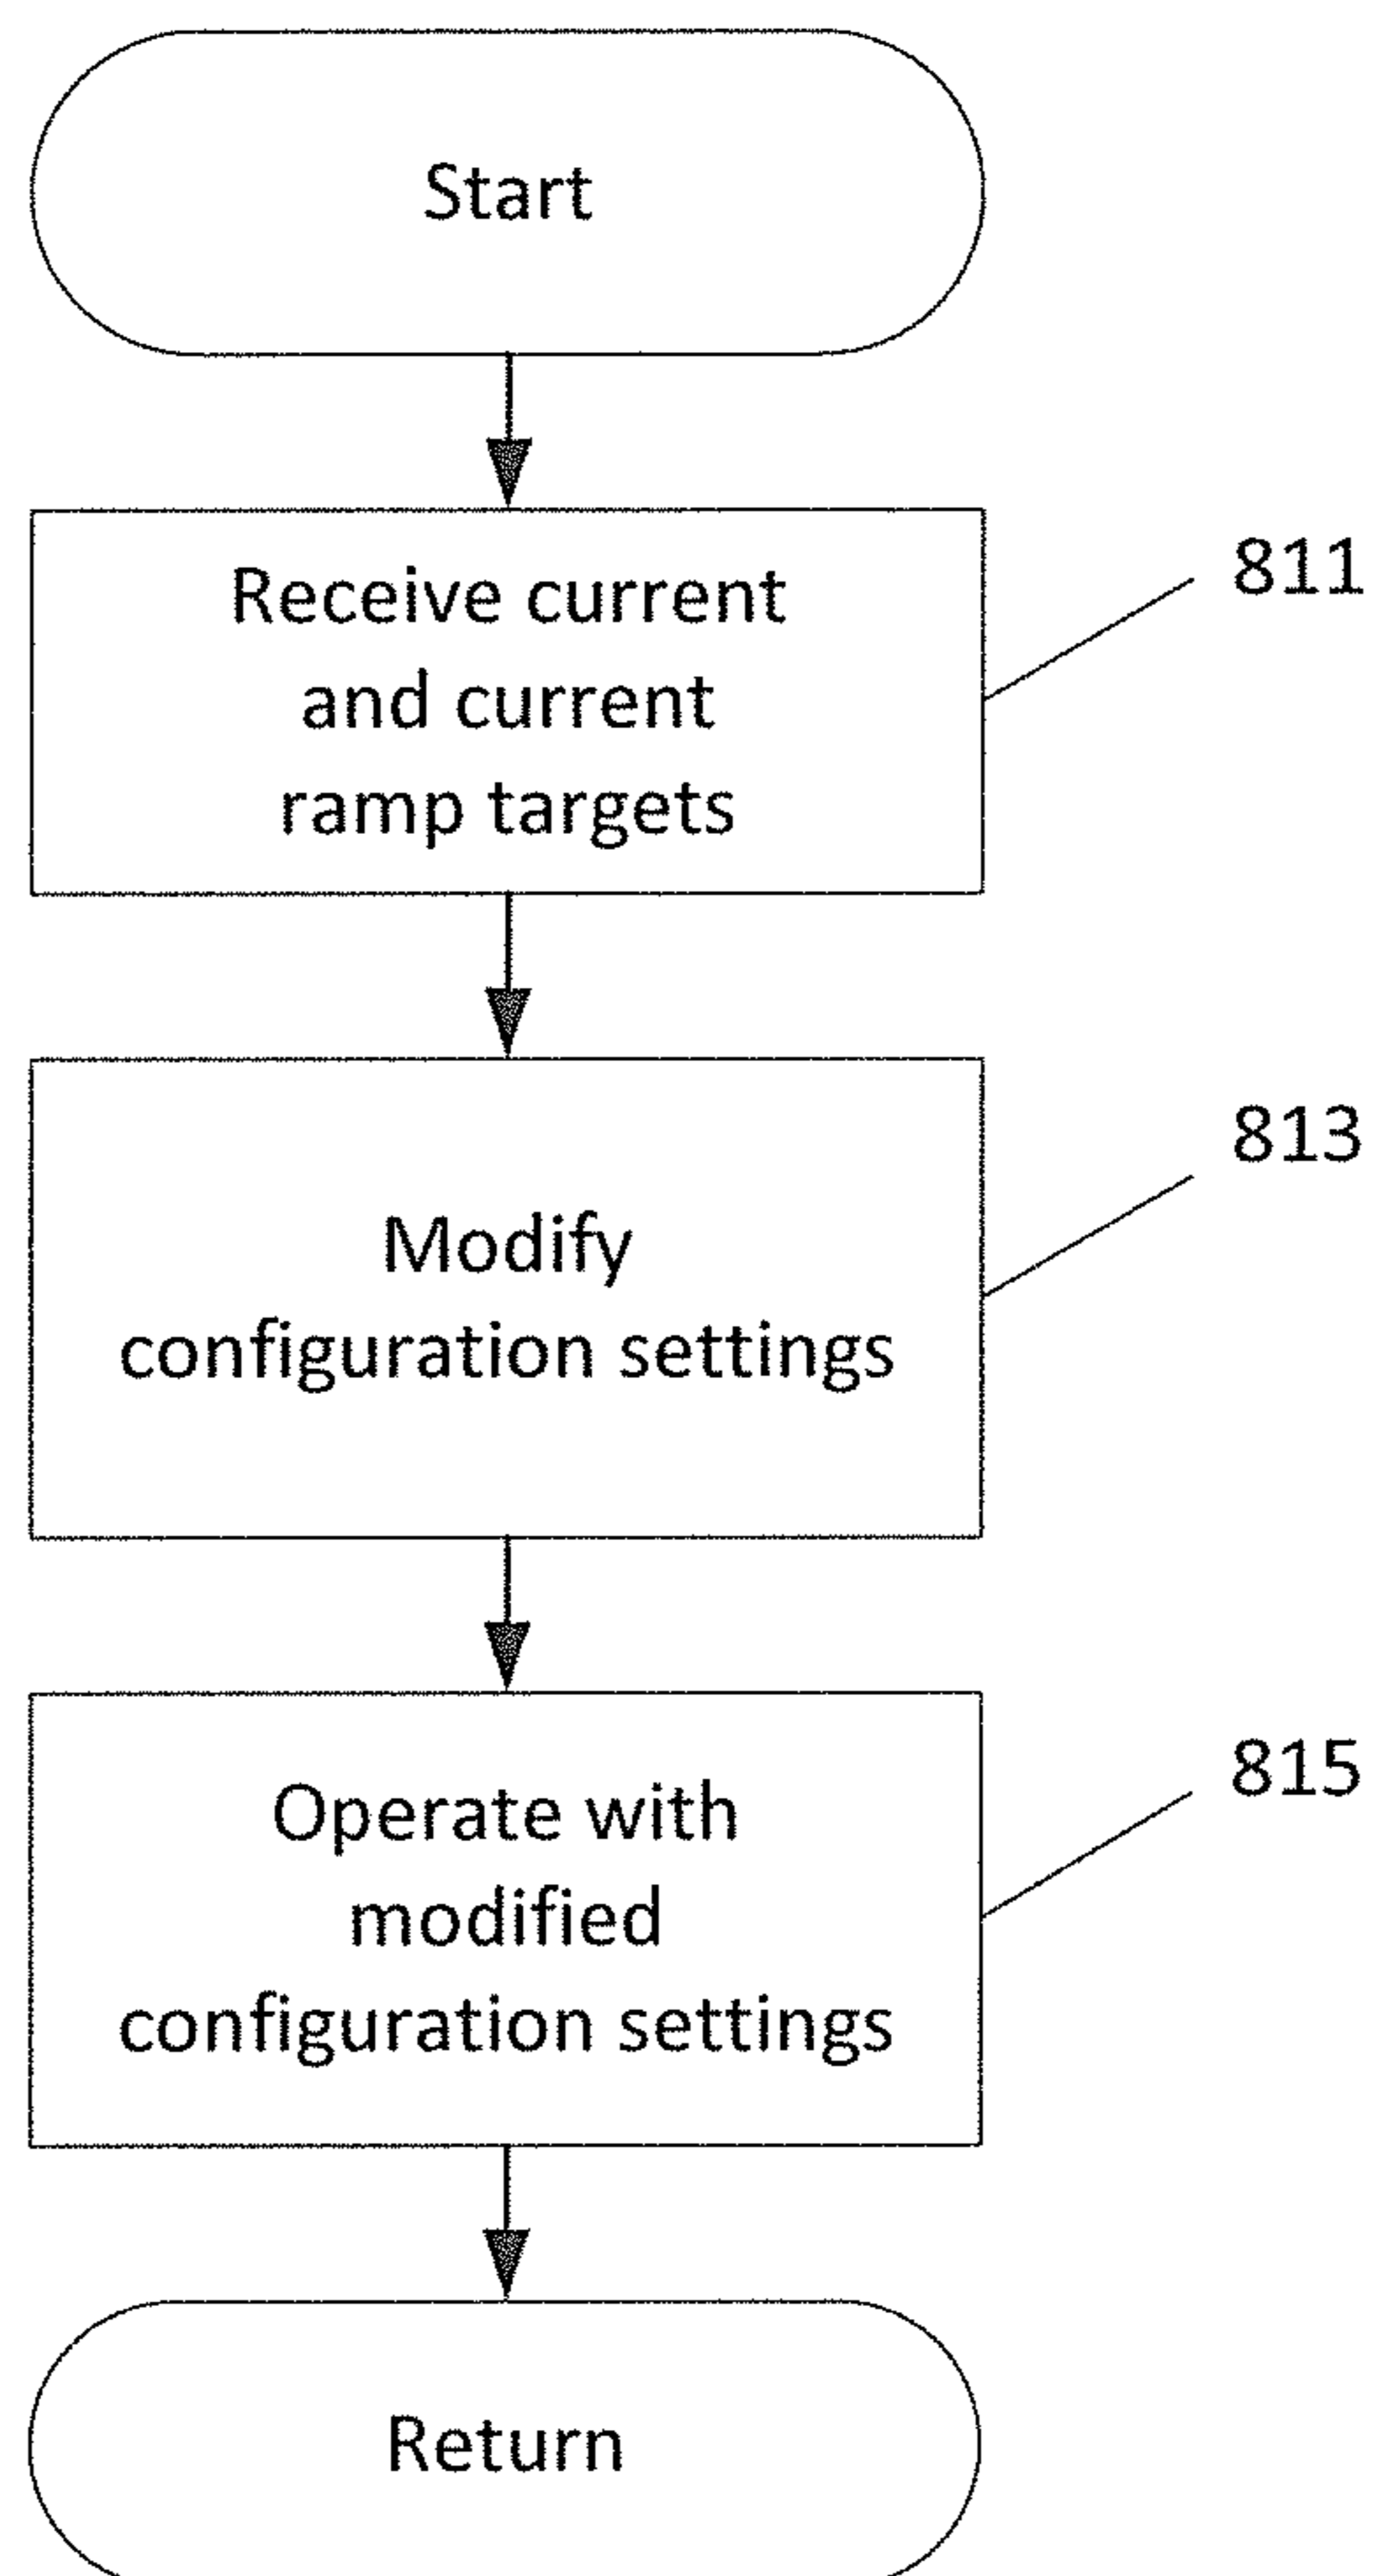 Start
Receive current
and current
ramp targets
811
Modify
configuration settings
813
Operate with
modified
configuration settings
815
Return